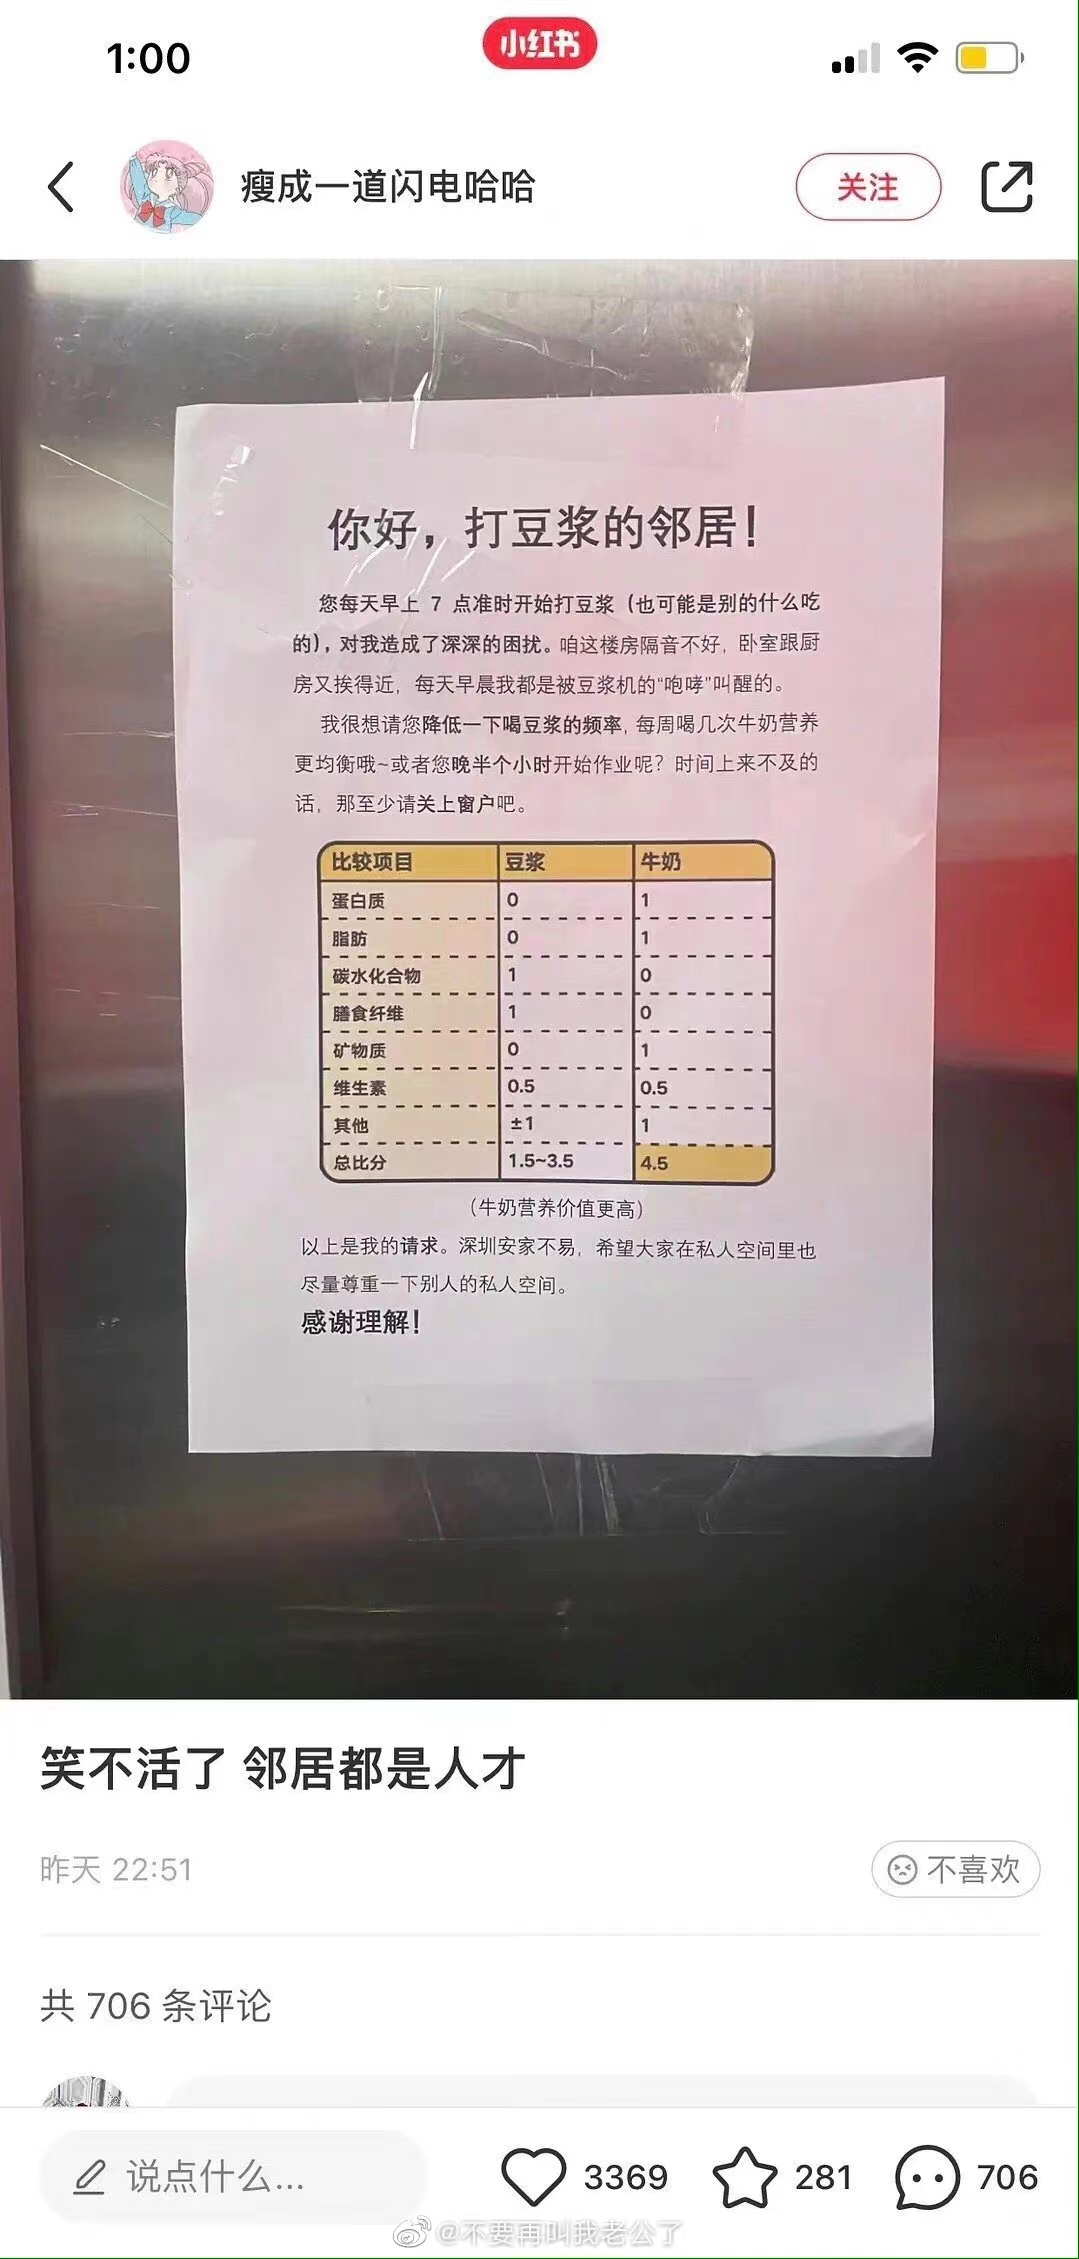 1:00
小红书
瘦成一道闪电哈哈
关注
你好，打豆浆的邻居！
您每天早上 7 点准时开始打豆浆（也可能是别的什么吃
的），对我造成了深深的困扰。咱这楼房隔音不好，卧室跟厨
房又挨得近，每天早晨我都是被豆浆机的“咆哮”叫醒的。
我很想请您降低一下喝豆浆的频率，每周喝几次牛奶营养
更均衡哦~或者您晚半个小时开始作业呢？时间上来不及的
话，那至少请关上窗户吧。
比较项目 豆浆 牛奶
蛋白质 0 1
脂肪 0 1
碳水化合物 1 0
膳食纤维 1 0
矿物质 0 1
维生素 0.5 0.5
其他 ±1 1
总比分 1.5~3.5 4.5
（牛奶营养价值更高）
以上是我的请求。深圳安家不易，希望大家在私人空间里也
尽量尊重一下别人的私人空间。
感谢理解！
笑不活了 邻居都是人才
昨天 22:51
不喜欢
共 706 条评论
说点什么...
3369
281
706
@不要再叫我老公了